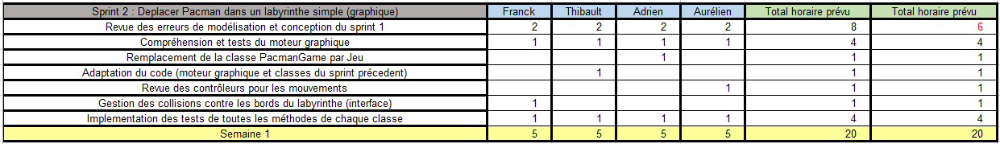 Sprint 2 : Deplacer Pacman dans un labyrinthe simple (graphique) Franck Thibault Adrien Aurélien Total horaire prévu Total horaire prévu
Revue des erreurs de modélisation et conception du sprint 1 2 2 2 2 8 6
Compréhension et tests du moteur graphique 1 1 1 1 4 4
Remplacement de la classe PacmanGame par Jeu 1 1 1
Adaptation du code (moteur graphique et classes du sprint précedent) 1 1 1
Revue des contrôleurs pour les mouvements 1 1 1
Gestion des collisions contre les bords du labyrinthe (interface) 1 1 1
Implementation des tests de toutes les méthodes de chaque classe 1 1 1 1 4 4
Semaine 1 5 5 5 5 20 20